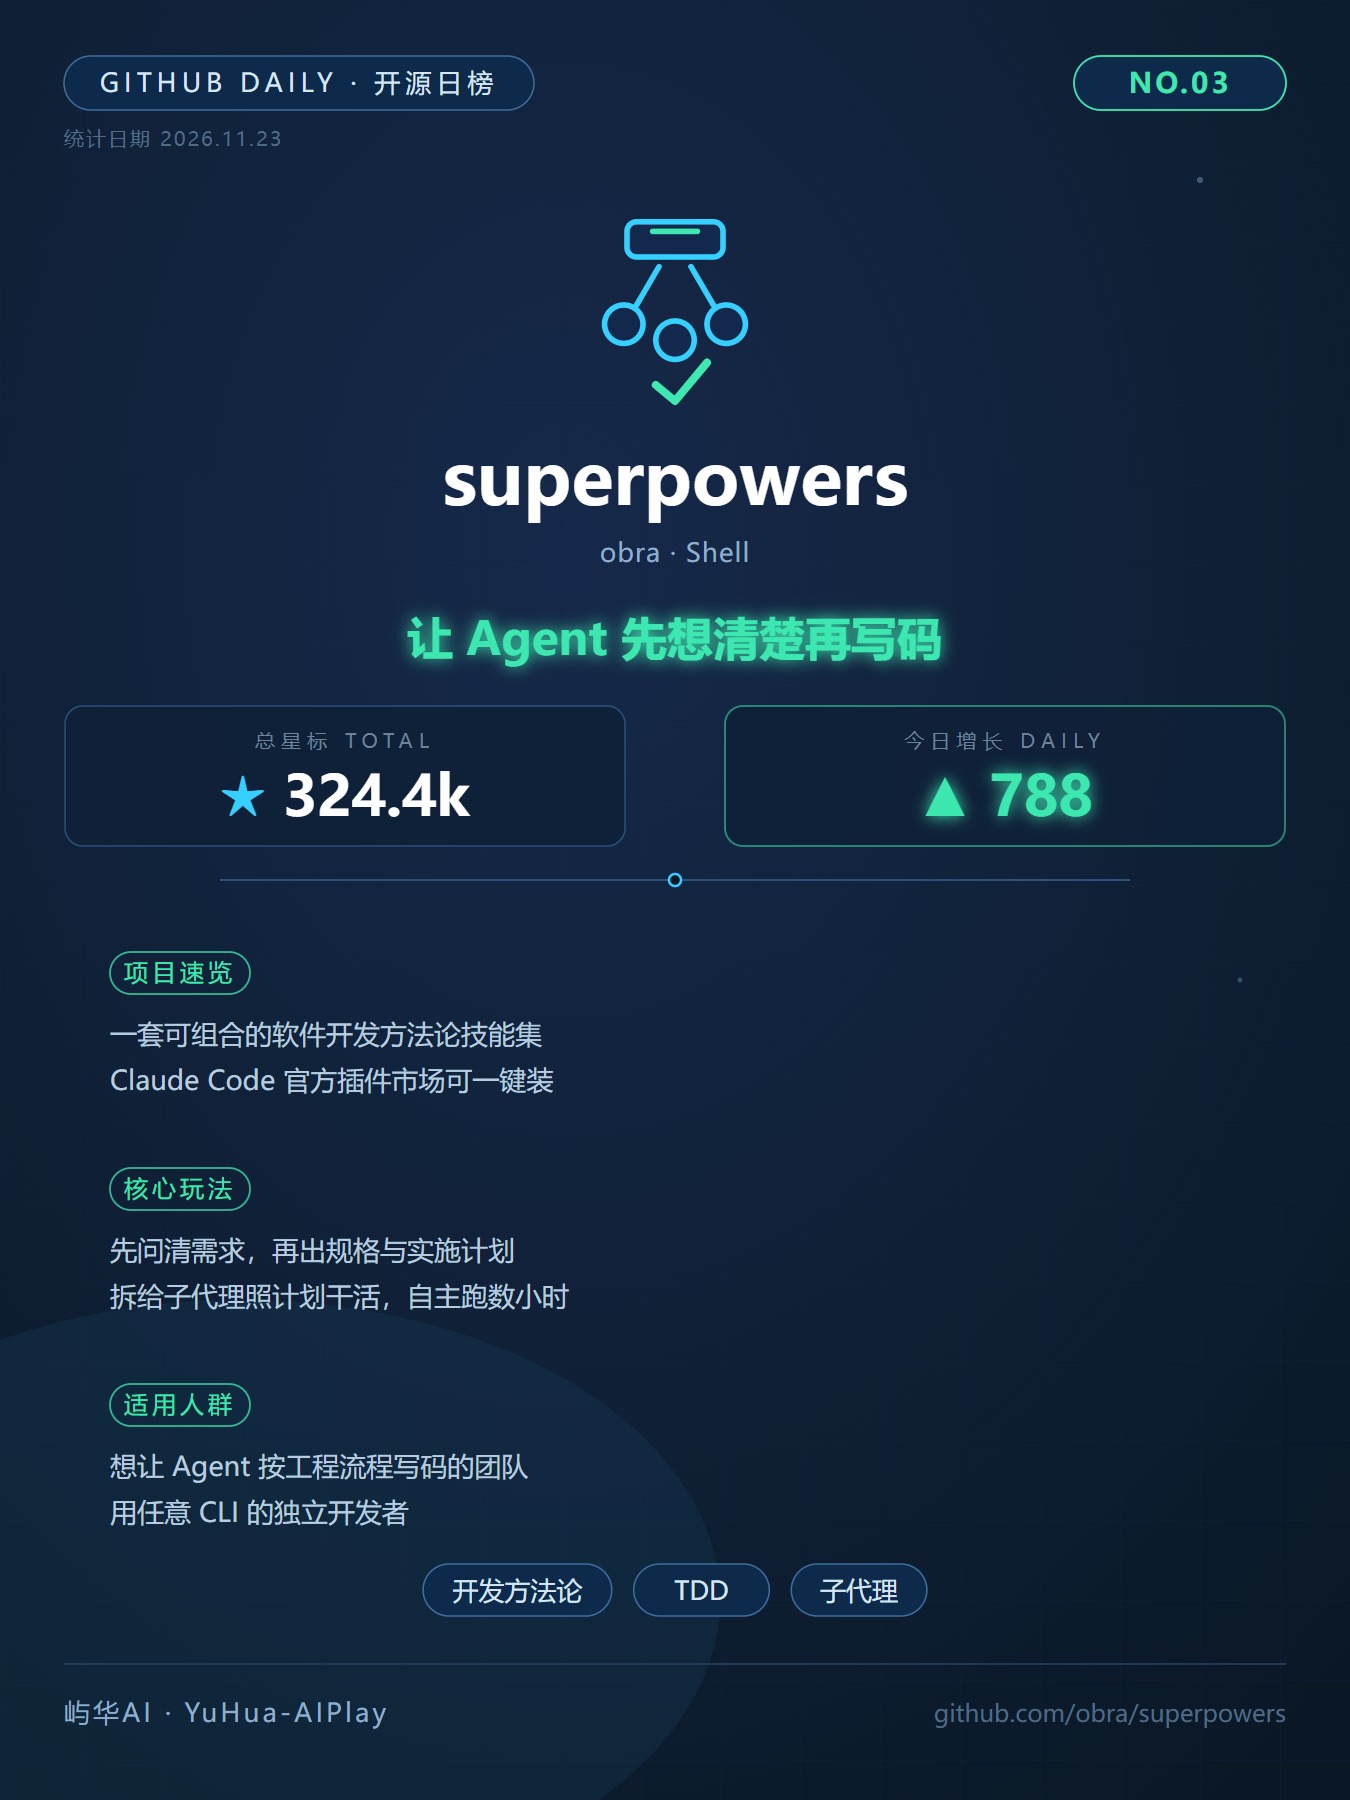 GITHUB DAILY · 开源日榜
NO.03
统计日期 2026.11.23
superpowers
obra · Shell
让 Agent 先想清楚再写码
总星标 TOTAL
★ 324.4k
今日增长 DAILY
▲ 788
项目速览
一套可组合的软件开发方法论技能集
Claude Code 官方插件市场可一键装
核心玩法
先问清需求，再出规格与实施计划
拆给子代理照计划干活，自主跑数小时
适用人群
想让 Agent 按工程流程写码的团队
用任意 CLI 的独立开发者
开发方法论
TDD
子代理
屿华AI · YuHua-AIPlay
github.com/obra/superpowers